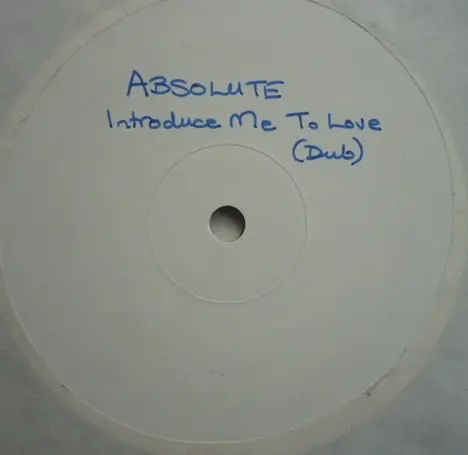 ABSOLUTE
Introduce Me To Love
(Dub)